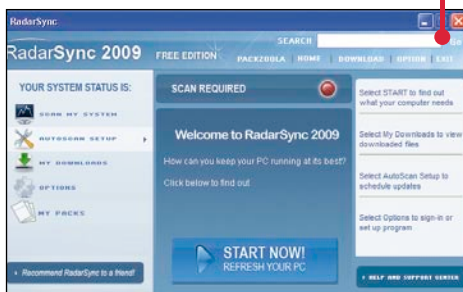 RadarSync
SEARCH
Go
RadarSync 2009 FREE EDITION
PACKZOOLA | HOME | DOWNLOAD | OPTION | EXIT
YOUR SYSTEM STATUS IS:
SCAN MY SYSTEM
AUTOSCAN SETUP
MY DOWNLOADS
OPTIONS
MY PACKS
Recommend RadarSync to a friend!
SCAN REQUIRED
Welcome to RadarSync 2009
How can you keep your PC running at its best?
Click below to find out
START NOW!
REFRESH YOUR PC
Select START to find out
what your computer needs
Select My Downloads to view
downloaded files
Select AutoScan Setup to
schedule updates
Select Options to sign-in or
set up program
HELP AND SUPPORT CENTER